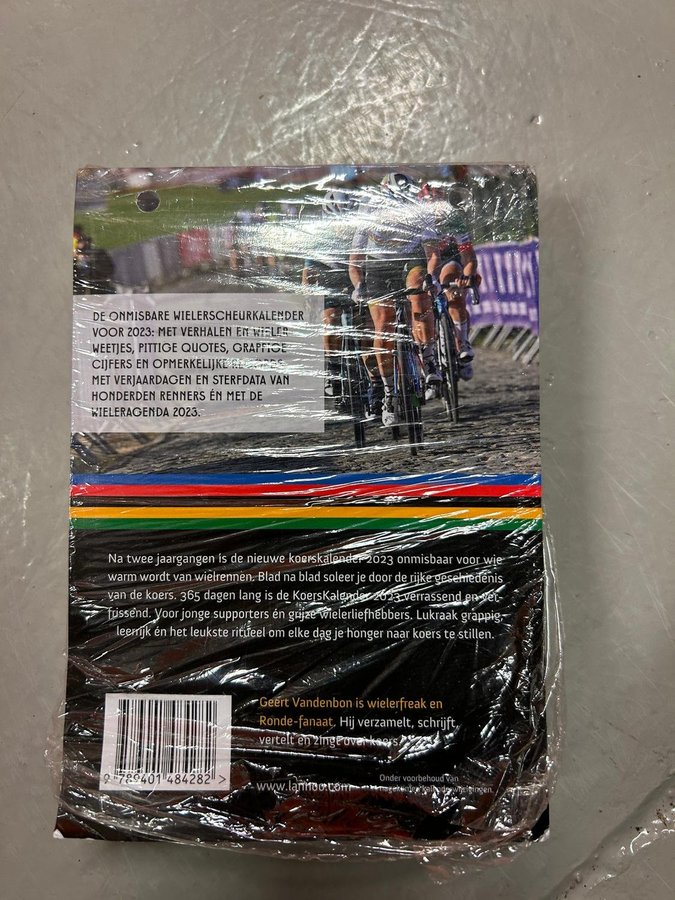 DE ONMISBARE WIELERSCHEURKALENDER
VOOR 2023: MET VERHALEN EN WIELER
WEETJES, PITTIGE QUOTES, GRAPPIGE
CIJFERS EN OPMERKELIJKE
MET VERJAARDAGEN EN STERFDATA VAN
HONDERDEN RENNERS ÉN MET DE
WIELERAGENDA 2023.
Na twee jaargangen is de nieuwe koerskalender 2023 onmisbaar voor wie
warm wordt van wielrennen. Blad na blad soleer je door de rijke geschiedenis
van de koers. 365 dagen lang is de KoersKalender 2023 verrassend en ver-
frissend. Voor jonge supporters én grijze wielerliefhebbers. Lukraak grappig,
leerrijk én het leukste ritueel om elke dag je honger naar koers te stillen.
Geert Vandenbon is wielerfreak en
Ronde-fanaat. Hij verzamelt, schrijft,
vertelt en zingt over koers.
9 789401 484282 >
www.lannoo.com
Onder voorbehoud van